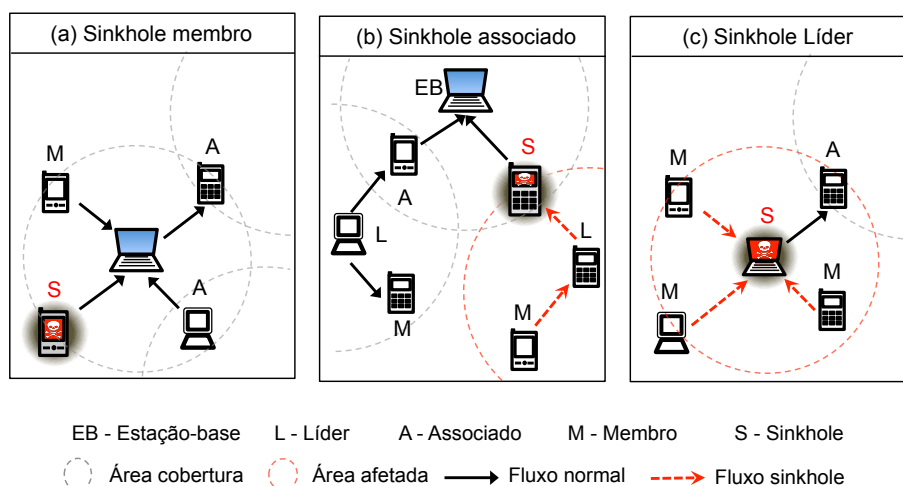 (a) Sinkhole membro
M
A
S
A
(b) Sinkhole associado
EB
S
A
L
L
M
M
(c) Sinkhole Líder
M
A
S
M
M
EB - Estação-base
L - Líder
A - Associado
M - Membro
S - Sinkhole
Área cobertura
Área afetada
Fluxo normal
Fluxo sinkhole